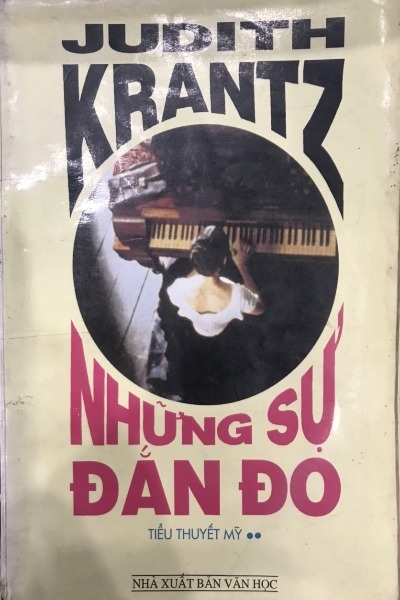 JUDITH
KRANTZ
NHỮNG SỰ
ĐẮN ĐO
TIỂU THUYẾT MỸ ●●
NHÀ XUẤT BẢN VĂN HỌC